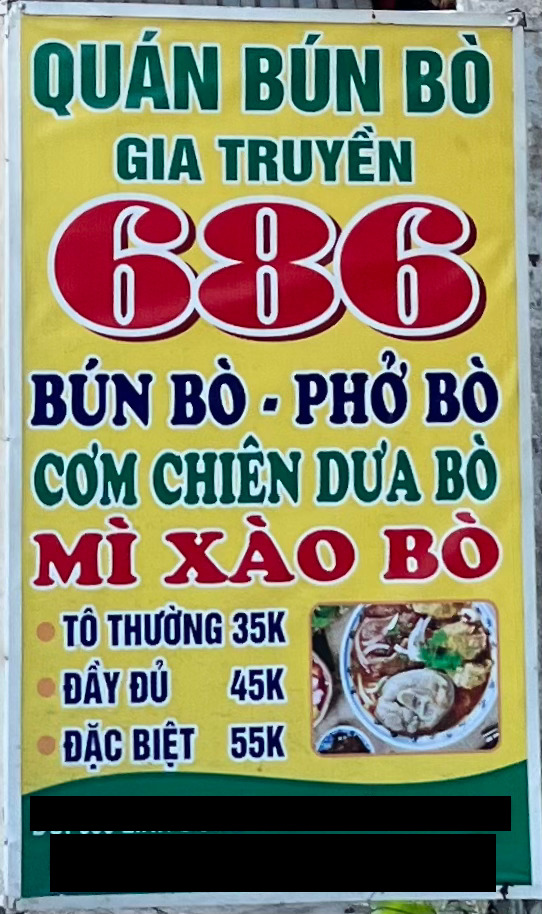 QUÁN BÚN BÒ
GIA TRUYỀN
686
BÚN BÒ - PHỞ BÒ
CƠM CHIÊN DƯA BÒ
MÌ XÀO BÒ
• TÔ THƯỜNG 35K
• ĐẦY ĐỦ 45K
• ĐẶC BIỆT 55K